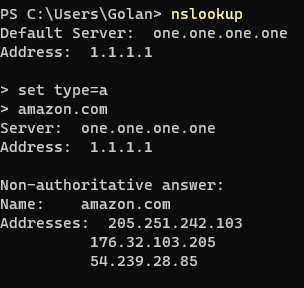 PS C:\Users\Golan> nslookup
Default Server:  one.one.one.one
Address:  1.1.1.1
> set type=a
> amazon.com
Server:  one.one.one.one
Address:  1.1.1.1
Non-authoritative answer:
Name:    amazon.com
Addresses:  205.251.242.103
          176.32.103.205
          54.239.28.85